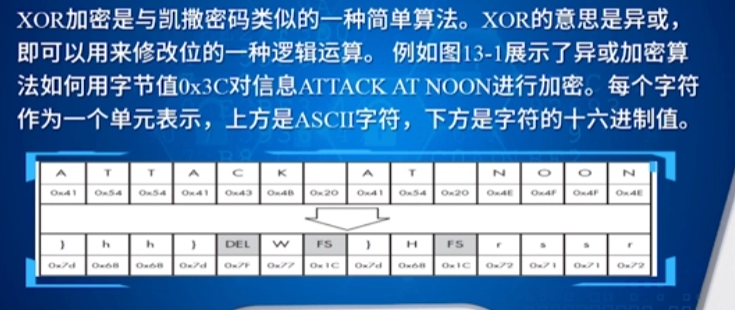 XOR加密是与凯撒密码类似的一种简单算法。XOR的意思是异或，
即可以用来修改位的一种逻辑运算。 例如图13-1展示了异或加密算
法如何用字节值0x3C对信息ATTACK AT NOON进行加密。每个字符
作为一个单元表示，上方是ASCII字符，下方是字符的十六进制值。
A T T A C K A T N O O N
0x41 0x54 0x54 0x41 0x43 0x4B 0x20 0x41 0x54 0x20 0x4E 0x4F 0x4F 0x4E
} h h } DEL W FS } H FS r s s r
0x7d 0x68 0x68 0x7d 0x7F 0x77 0x1C 0x7d 0x68 0x1C 0x72 0x71 0x71 0x72